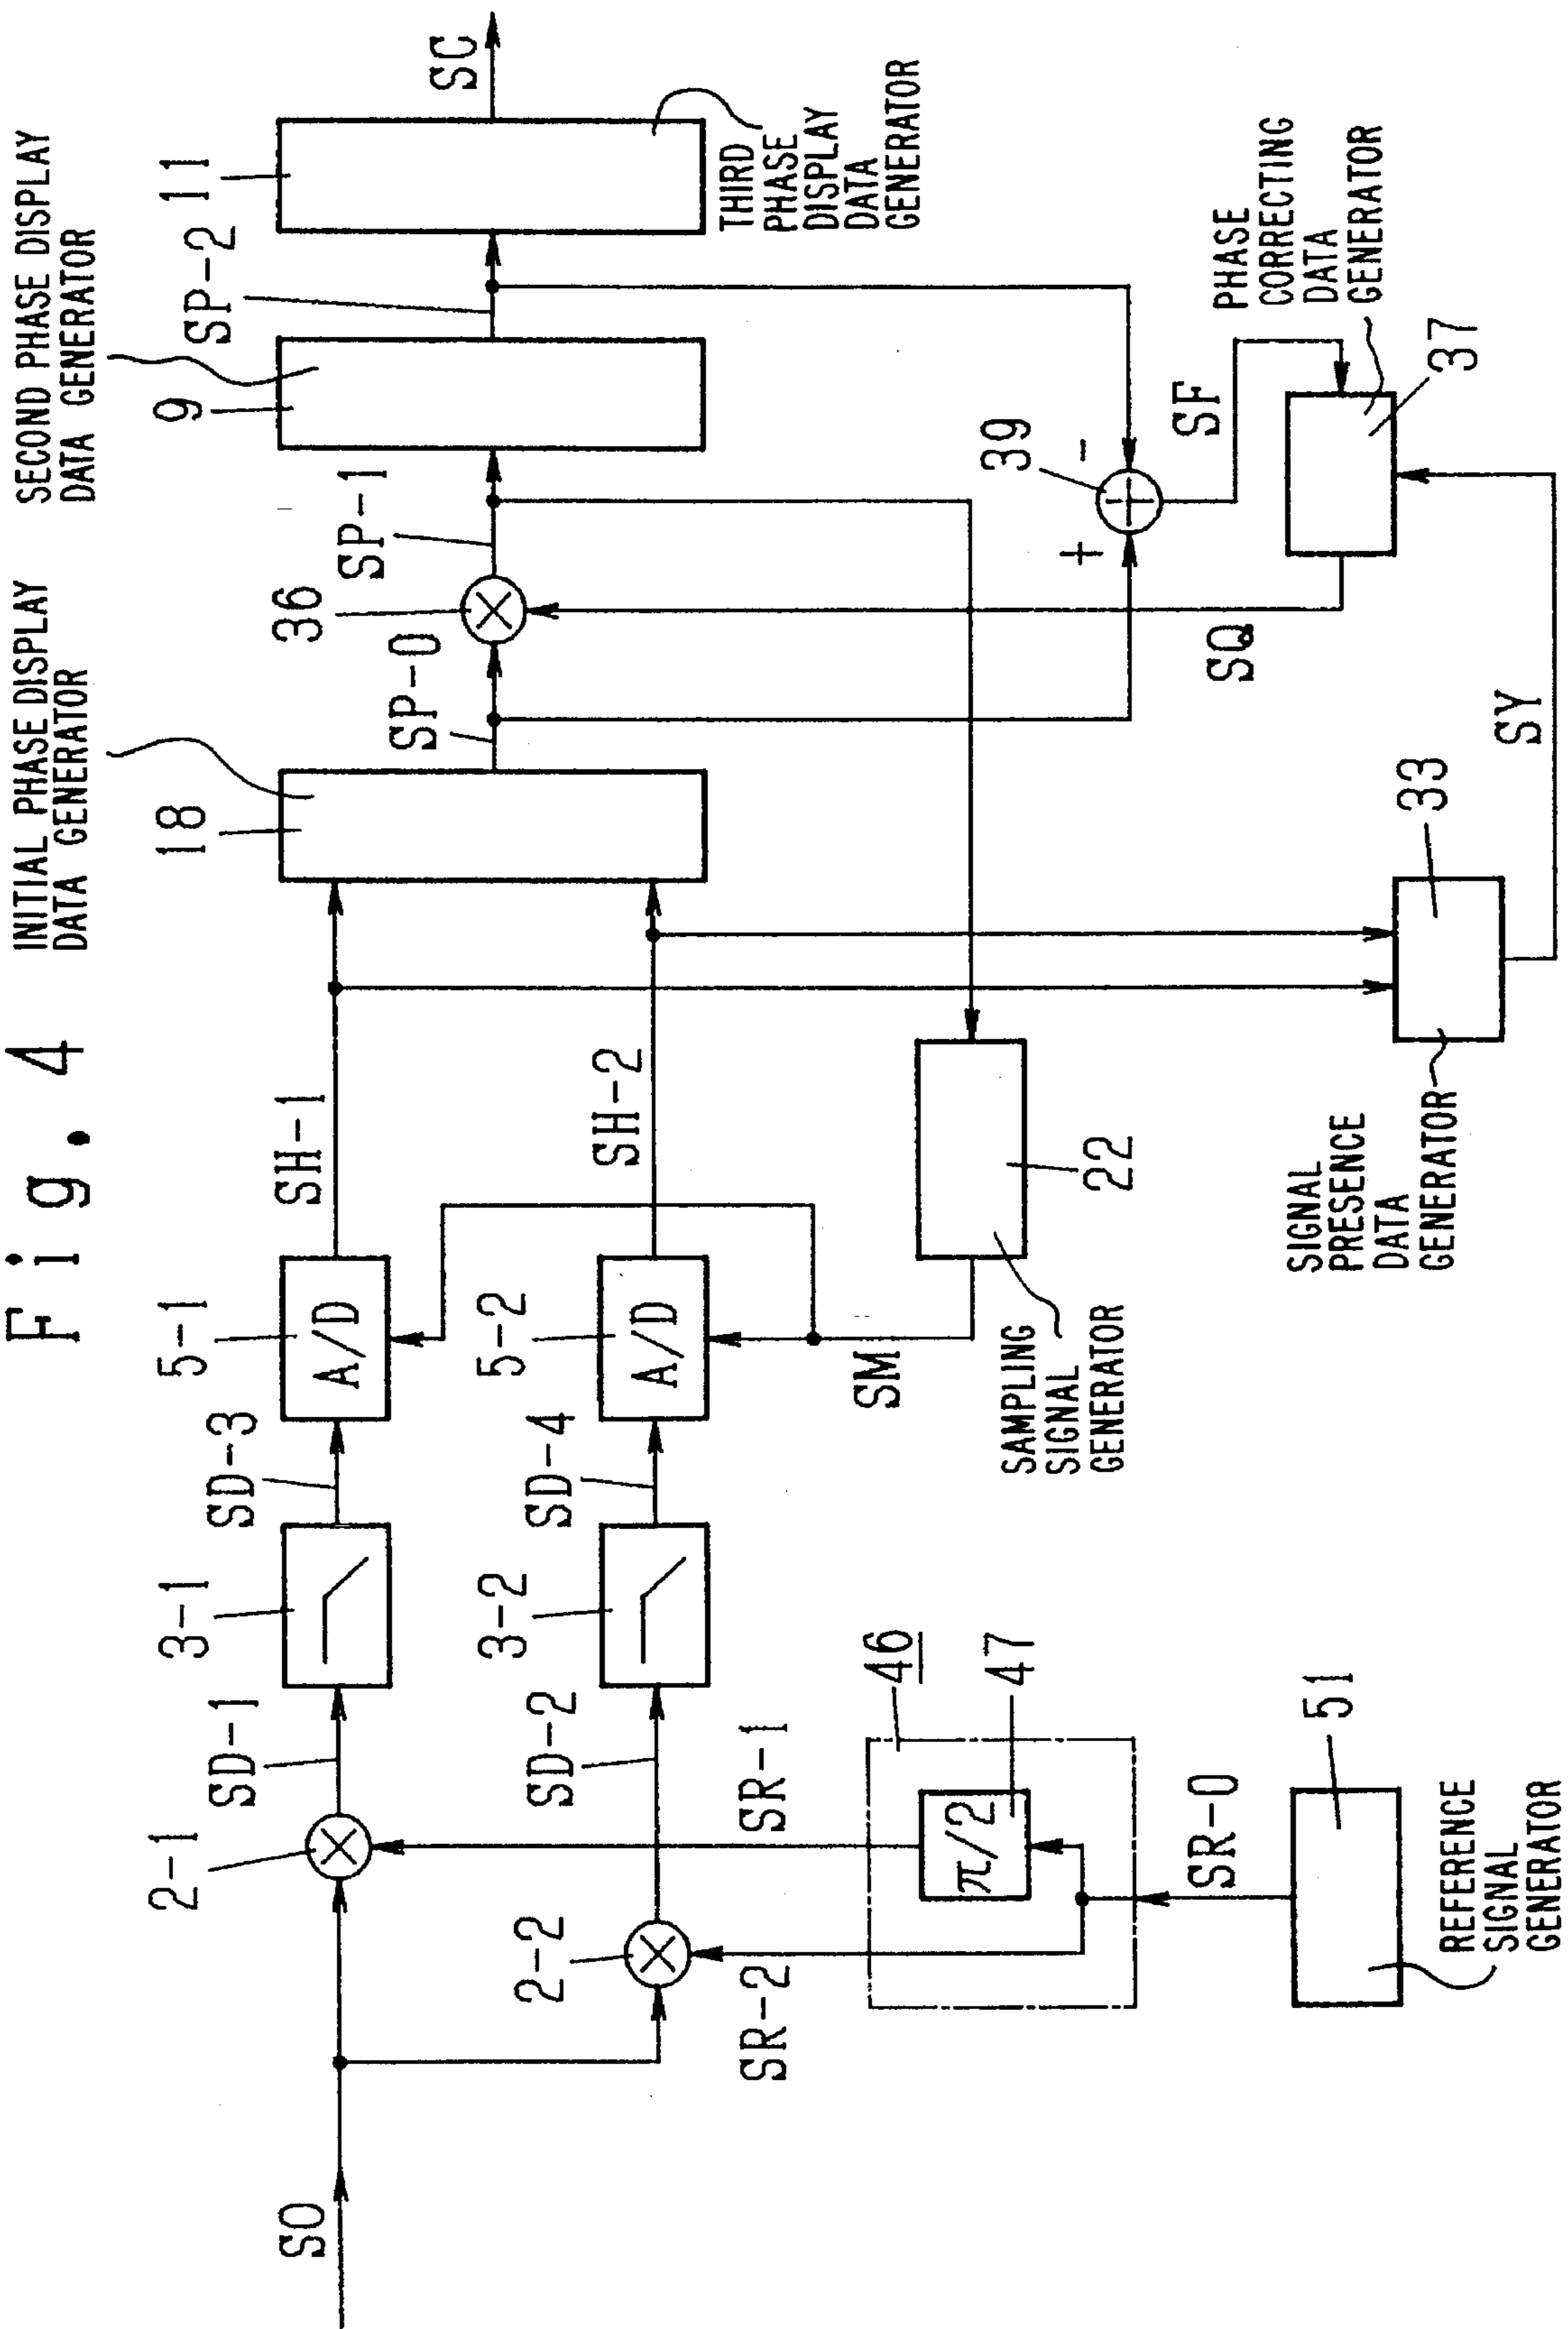 Fig. 4
INITIAL PHASE DISPLAY
DATA GENERATOR
SECOND PHASE DISPLAY
DATA GENERATOR
S0
2-1
SD-1
3-1
SD-3
5-1
A/D
SH-1
18
SP-0
36
SP-1
9
SP-2
11
SC
THIRD
PHASE
DISPLAY
DATA
GENERATOR
2-2
SD-2
3-2
SD-4
5-2
A/D
SH-2
SR-1
SR-2
46
47
π/2
SR-0
51
REFERENCE
SIGNAL
GENERATOR
SM
22
SAMPLING
SIGNAL
GENERATOR
33
SIGNAL
PRESENCE
DATA
GENERATOR
SY
39
+
-
SF
SQ
37
PHASE
CORRECTING
DATA
GENERATOR